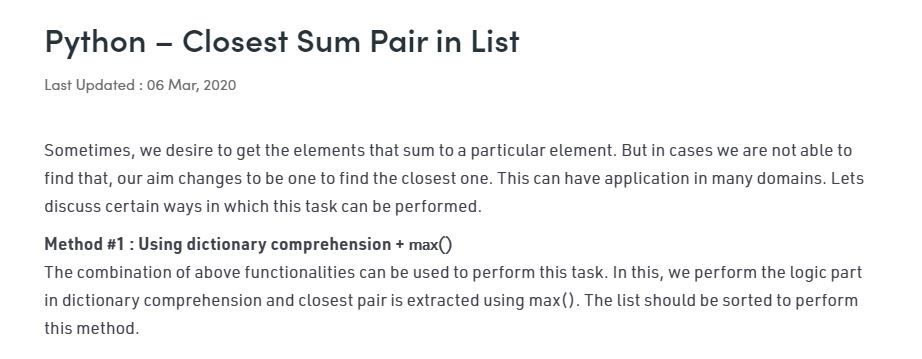 Python – Closest Sum Pair in List
Last Updated : 06 Mar, 2020
Sometimes, we desire to get the elements that sum to a particular element. But in cases we are not able to
find that, our aim changes to be one to find the closest one. This can have application in many domains. Lets
discuss certain ways in which this task can be performed.
Method #1 : Using dictionary comprehension + max()
The combination of above functionalities can be used to perform this task. In this, we perform the logic part
in dictionary comprehension and closest pair is extracted using max(). The list should be sorted to perform
this method.